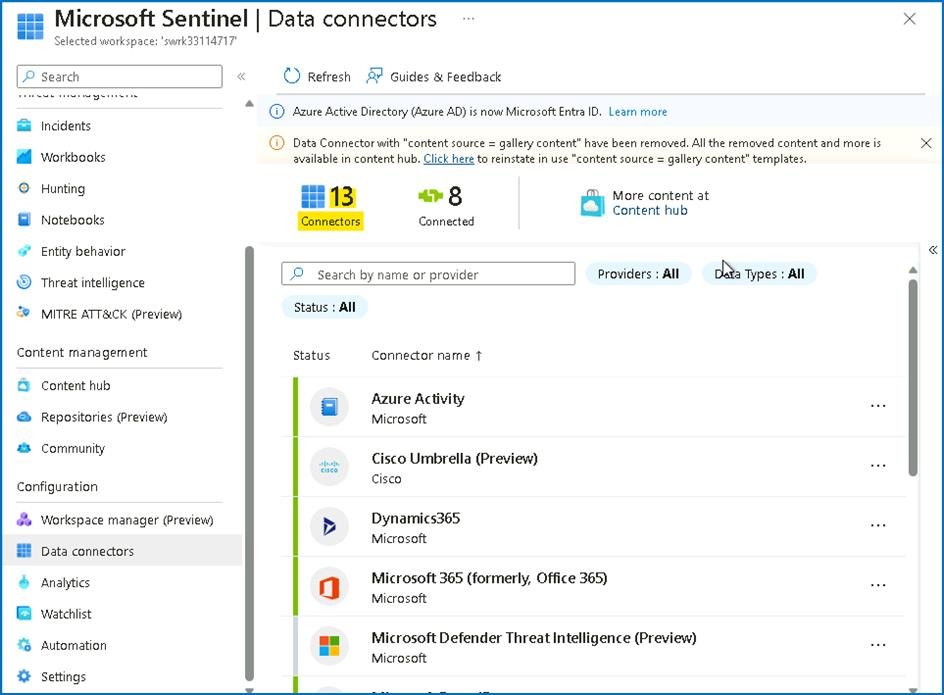 Microsoft Sentinel | Data connectors ...
Selected workspace: 'swrk33114717'
Search
Threat management
Incidents
Workbooks
Hunting
Notebooks
Entity behavior
Threat intelligence
MITRE ATT&CK (Preview)
Content management
Content hub
Repositories (Preview)
Community
Configuration
Workspace manager (Preview)
Data connectors
Analytics
Watchlist
Automation
Settings
Refresh
Guides & Feedback
Azure Active Directory (Azure AD) is now Microsoft Entra ID. Learn more
Data Connector with "content source = gallery content" have been removed. All the removed content and more is
available in content hub. Click here to reinstate in use "content source = gallery content" templates.
13
Connectors
8
Connected
More content at
Content hub
Search by name or provider
Providers : All
Data Types : All
Status : All
Status
Connector name ↑
Azure Activity
Microsoft
Cisco Umbrella (Preview)
cisco
Cisco
Dynamics365
Microsoft
Microsoft 365 (formerly, Office 365)
Microsoft
Microsoft Defender Threat Intelligence (Preview)
Microsoft